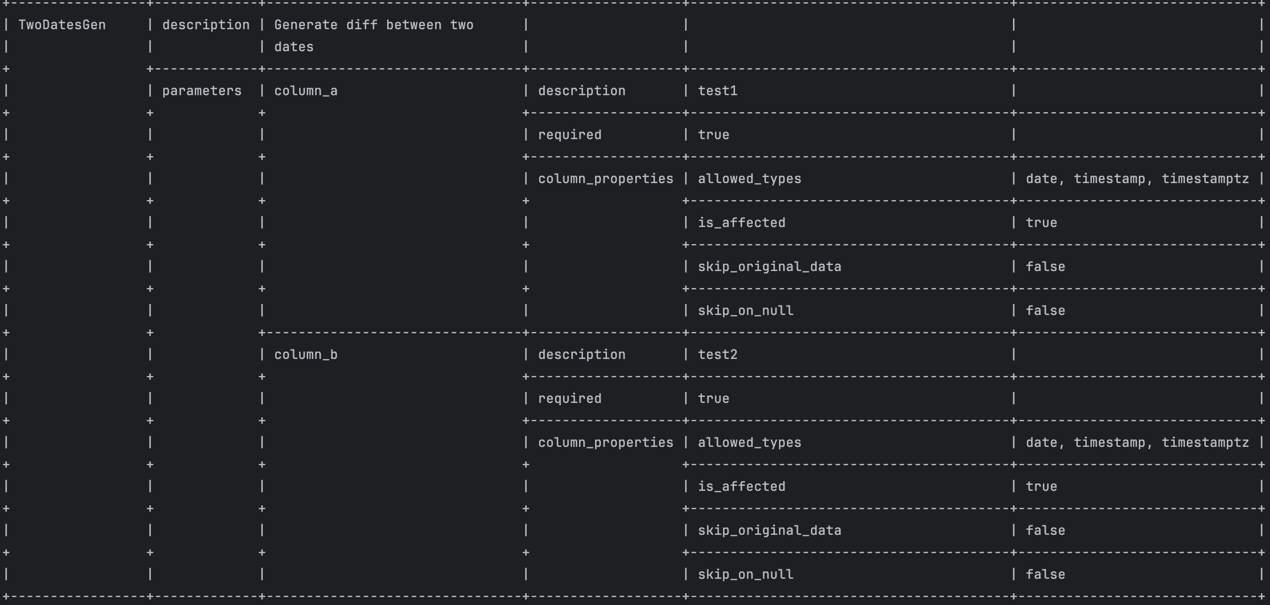 TwoDatesGen description Generate diff between two
dates
parameters column_a description test1
required true
column_properties allowed_types date, timestamp, timestamptz
is_affected true
skip_original_data false
skip_on_null false
column_b description test2
required true
column_properties allowed_types date, timestamp, timestamptz
is_affected true
skip_original_data false
skip_on_null false